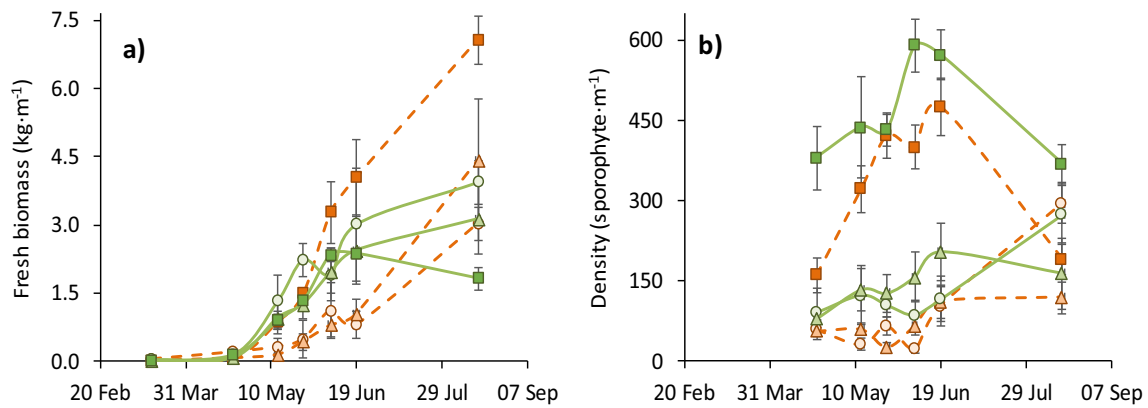 a)
Fresh biomass (kg·m⁻¹)
7.5
6.0
4.5
3.0
1.5
0.0
20 Feb 31 Mar 10 May 19 Jun 29 Jul 07 Sep
b)
Density (sporophyte·m⁻¹)
600
450
300
150
0
20 Feb 31 Mar 10 May 19 Jun 29 Jul 07 Sep